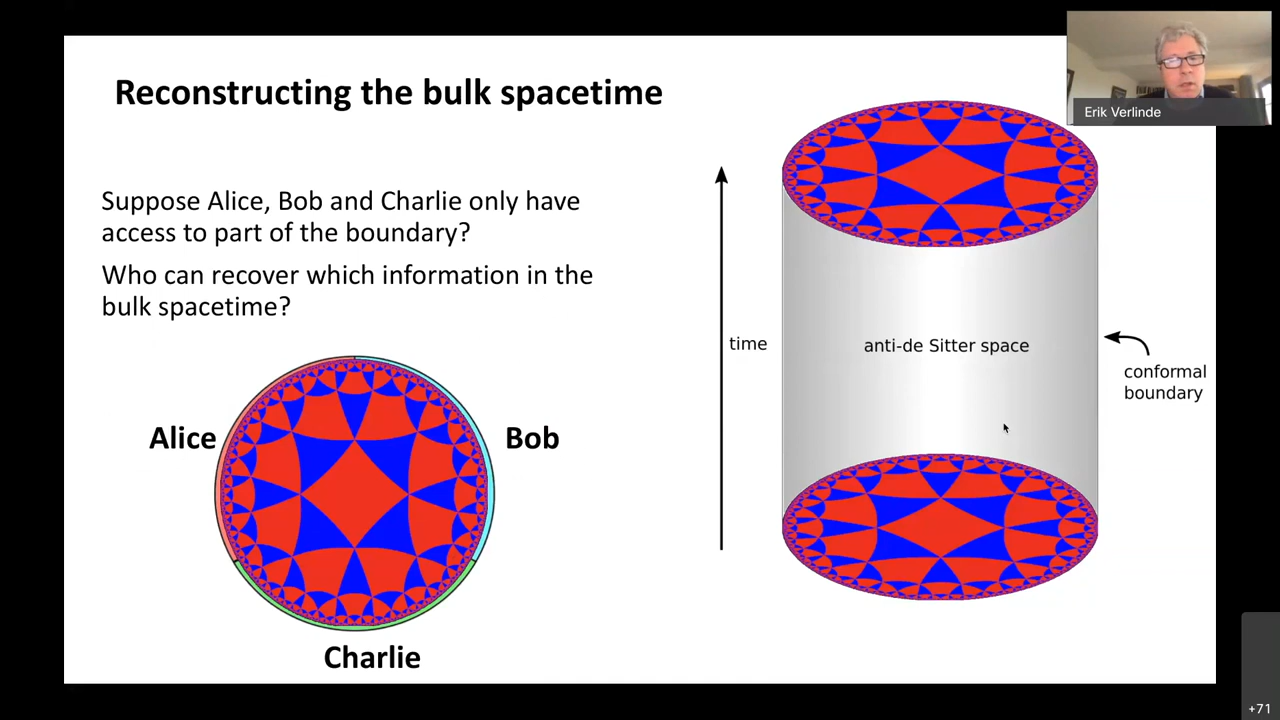 Reconstructing the bulk spacetime
Erik Verlinde
Suppose Alice, Bob and Charlie only have
access to part of the boundary?
Who can recover which information in the
bulk spacetime?
time
anti-de Sitter space
conformal
boundary
Alice
Bob
Charlie
+71